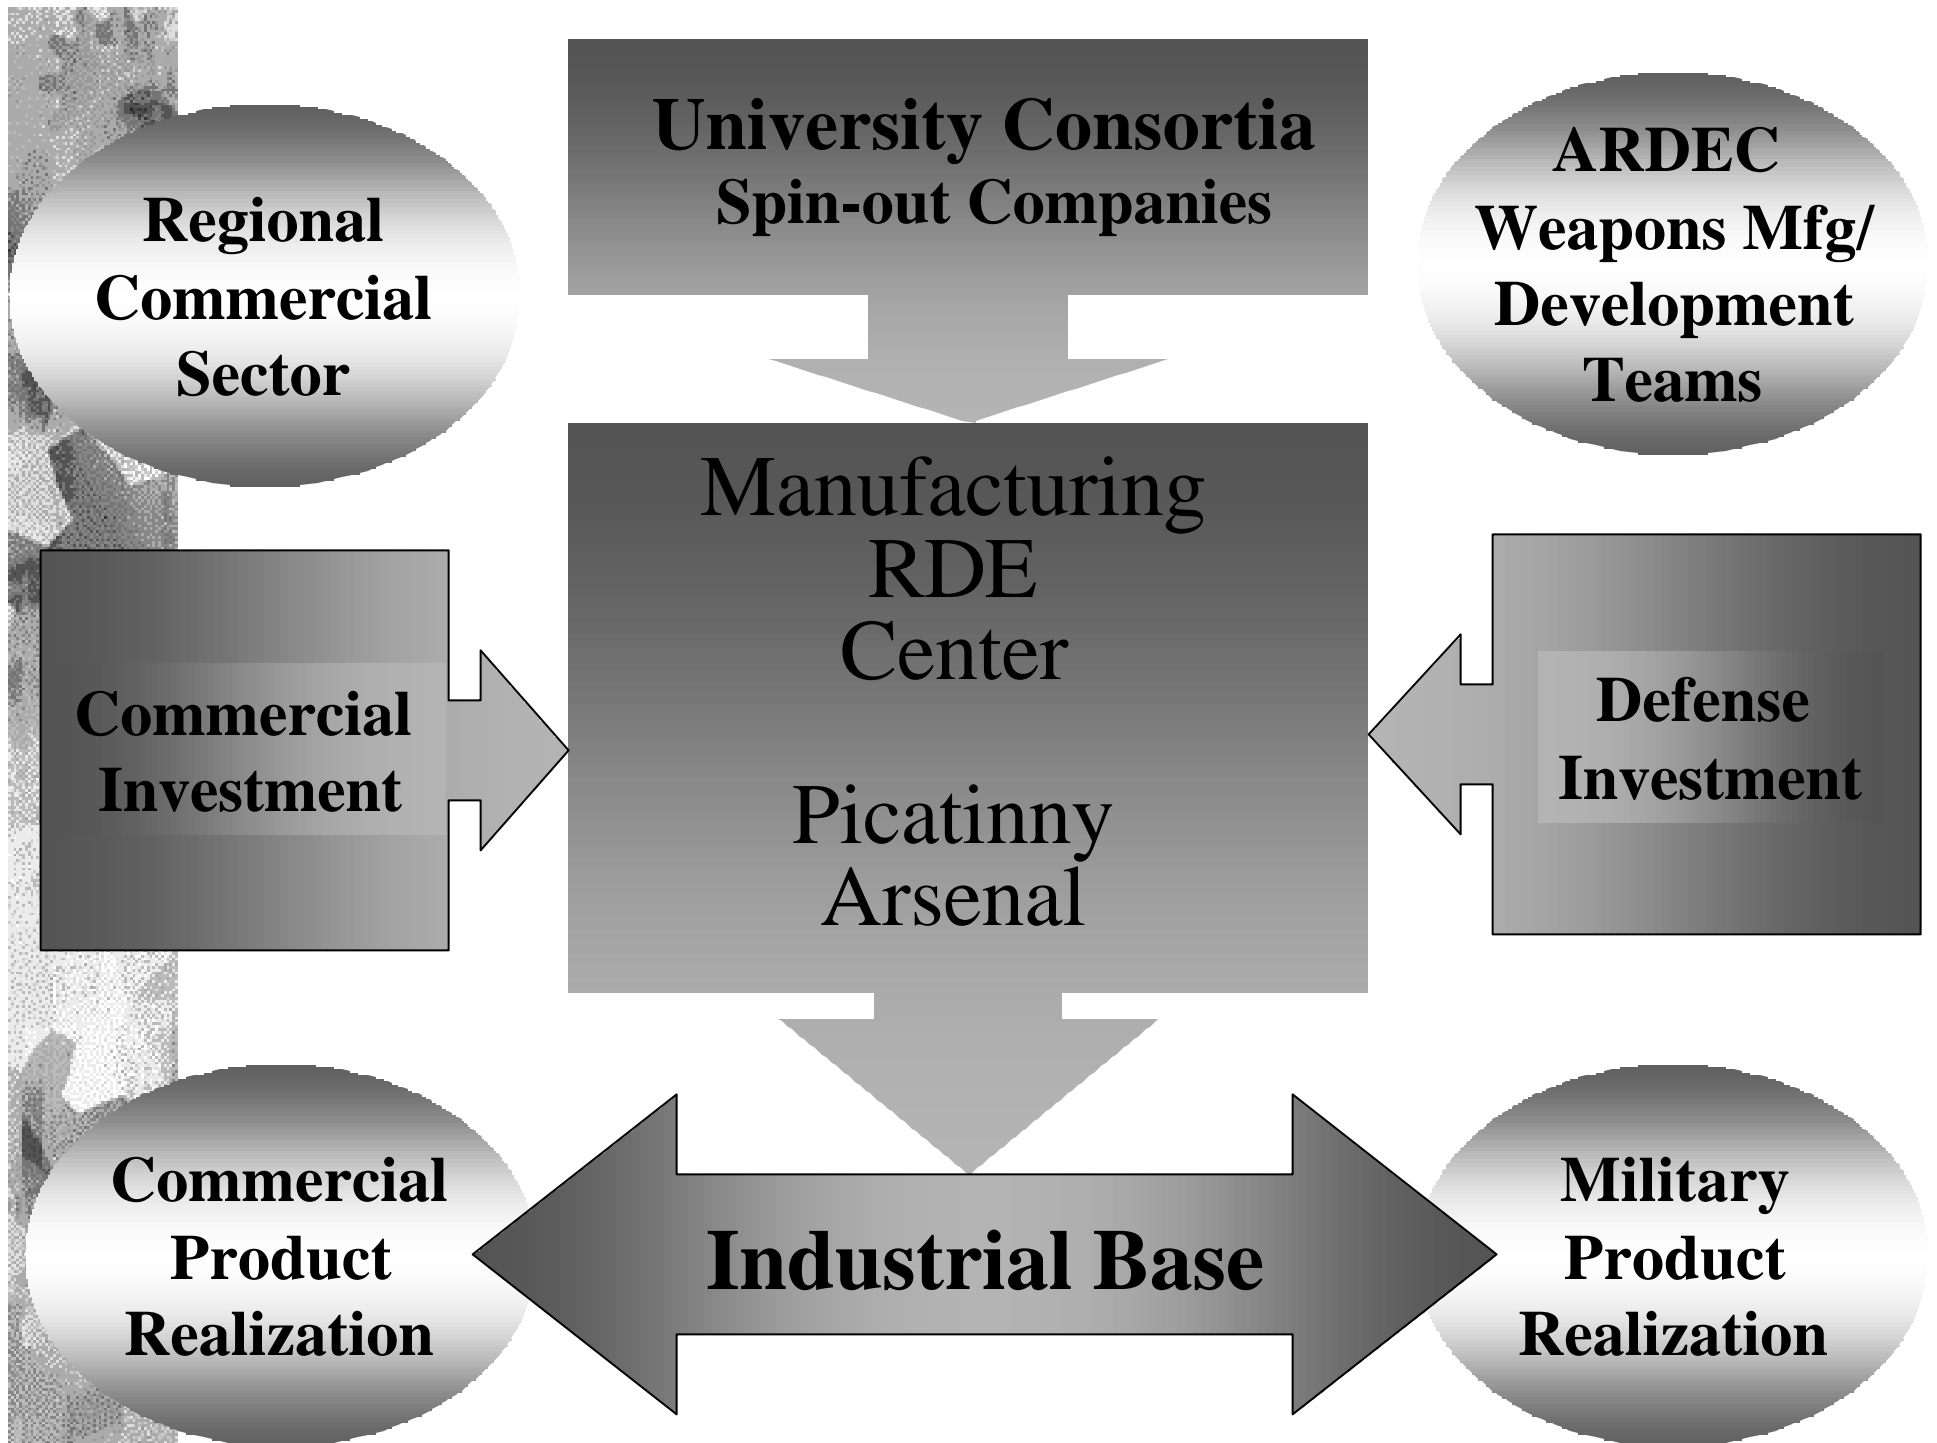 University Consortia
Spin-out Companies
Regional
Commercial
Sector
ARDEC
Weapons Mfg/
Development
Teams
Manufacturing
RDE
Center
Picatinny
Arsenal
Commercial
Investment
Defense
Investment
Commercial
Product
Realization
Industrial Base
Military
Product
Realization